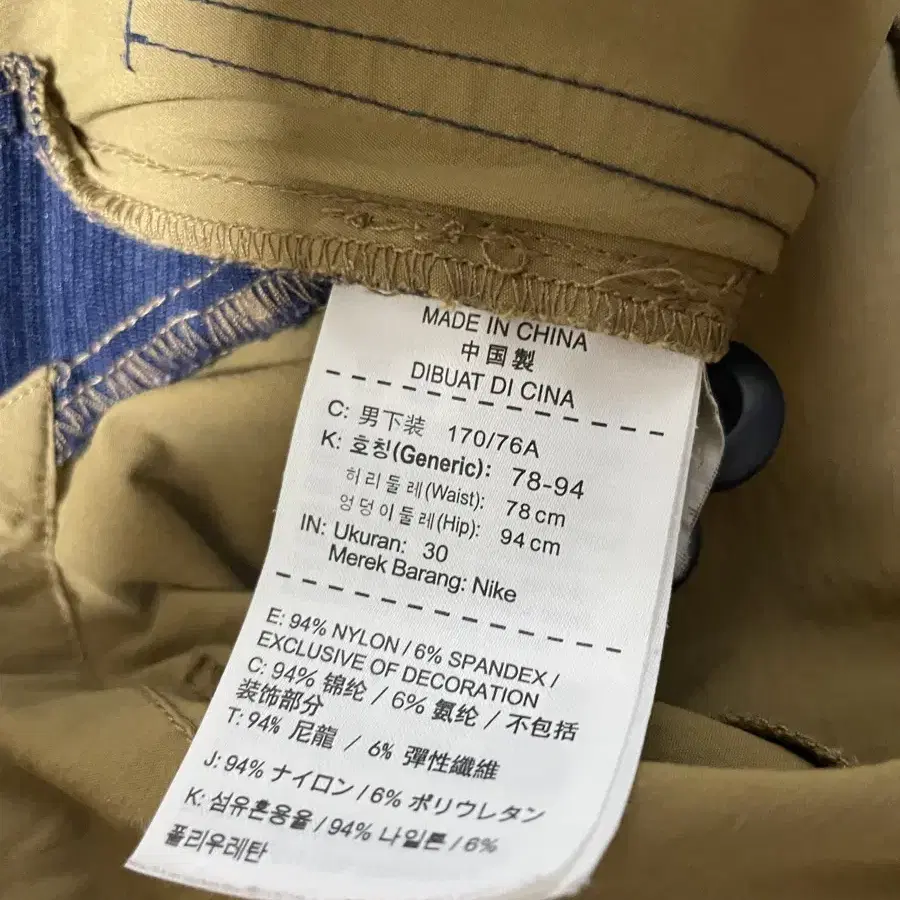 MADE IN CHINA
中国製
DIBUAT DI CINA
C: 男下装 170/76A
K: 호칭(Generic): 78-94
허리둘레(Waist): 78cm
엉덩이둘레(Hip): 94cm
IN: Ukuran: 30
Merek Barang: Nike
E: 94% NYLON / 6% SPANDEX /
EXCLUSIVE OF DECORATION
C: 94% 锦纶 / 6% 氨纶 / 不包括
装饰部分
T: 94% 尼龍 / 6% 彈性纖維
J: 94% ナイロン / 6% ポリウレタン
K: 섬유혼용율 / 94% 나일론 / 6%
폴리우레탄